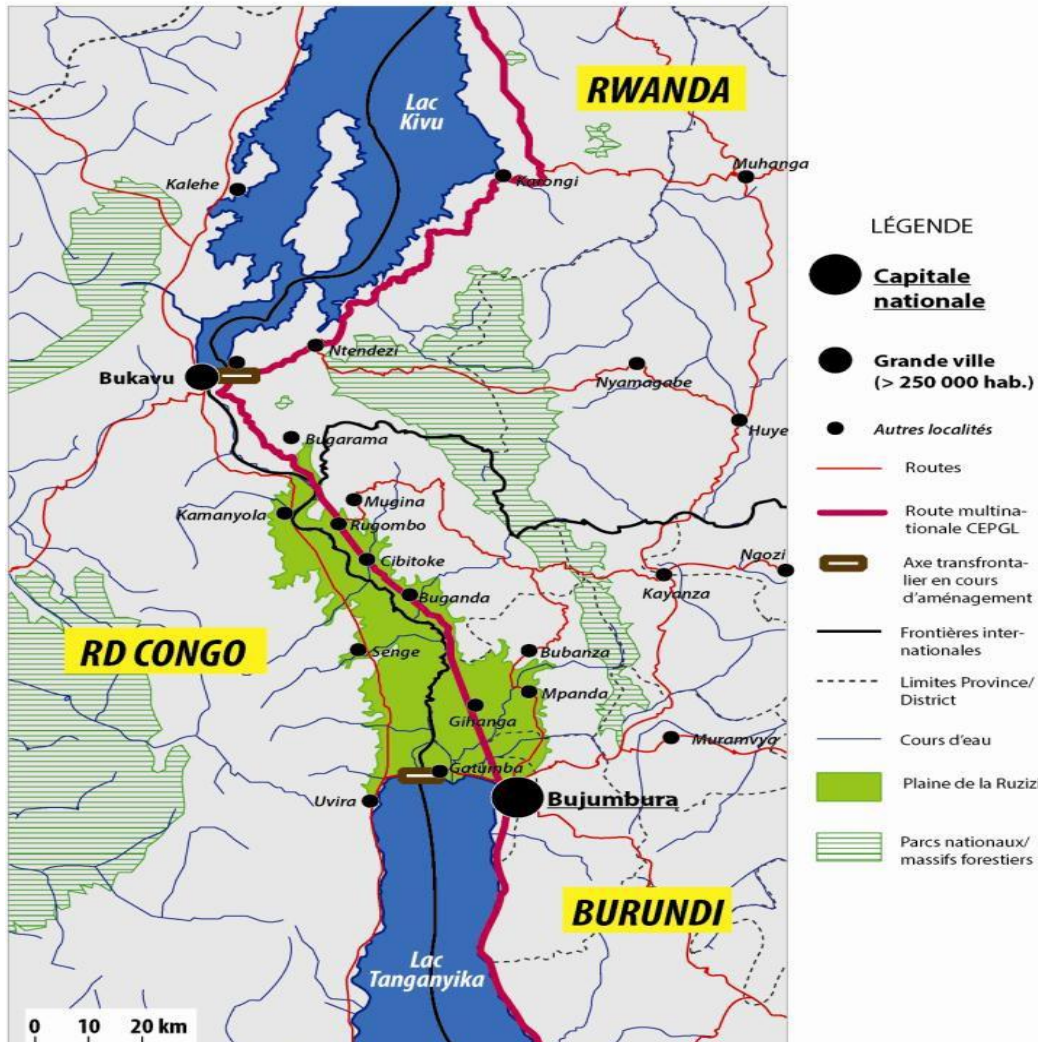 RWANDA
Lac
Kivu
Muhanga
Karongi
Kalehe
Ntendezi
Bukavu
Nyamagabe
Huye
Bugarama
Mugina
Kamanyola
Rugombo
Cibitoke
Ngozi
Kayanza
Buganda
RD CONGO
Senge
Bubanza
Mpanda
Gihanga
Muramvya
Gatumba
Uvira
Bujumbura
BURUNDI
Lac
Tanganyika
0 10 20 km
LÉGENDE
Capitale
nationale
Grande ville
(> 250 000 hab.)
Autres localités
Routes
Route multina-
tionale CEPGL
Axe transfronta-
lier en cours
d'aménagement
Frontières inter-
nationales
Limites Province/
District
Cours d'eau
Plaine de la Ruzizi
Parcs nationaux/
massifs forestiers